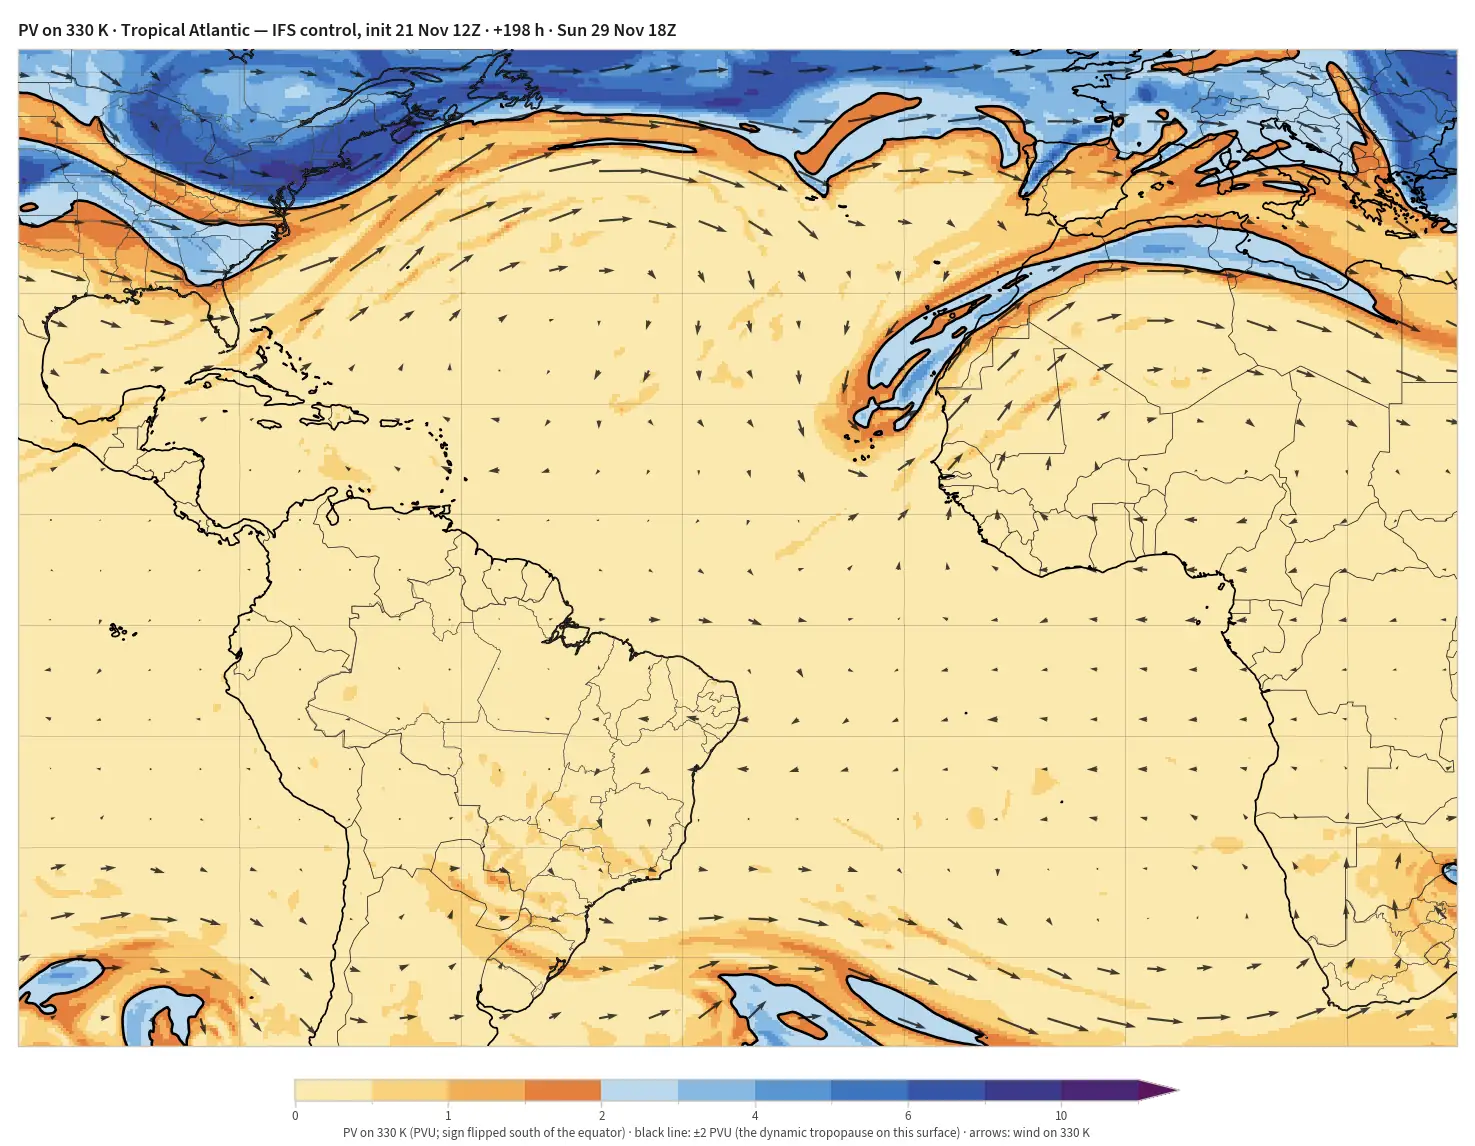 PV on 330 K · Tropical Atlantic — IFS control, init 21 Nov 12Z · +198 h · Sun 29 Nov 18Z
0 1 2 4 6 8 10
PV on 330 K (PVU; sign flipped south of the equator) · black line: ±2 PVU (the dynamic tropopause on this surface) · arrows: wind on 330 K